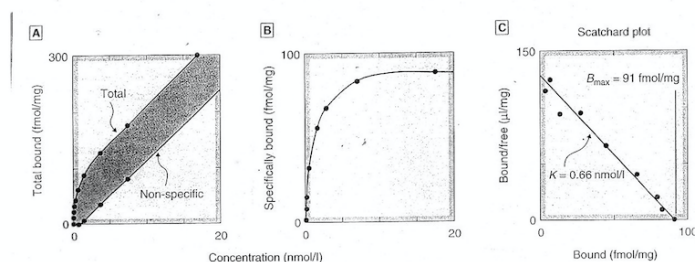 A
300
Total bound (fmol/mg)
Total
Non-specific
0
0
20
B
100
Specifically bound (fmol/mg)
0
0
20
Concentration (nmol/l)
C
Scatchard plot
150
Bound/free (µl/mg)
Bmax = 91 fmol/mg
K = 0.66 nmol/l
0
0
100
Bound (fmol/mg)